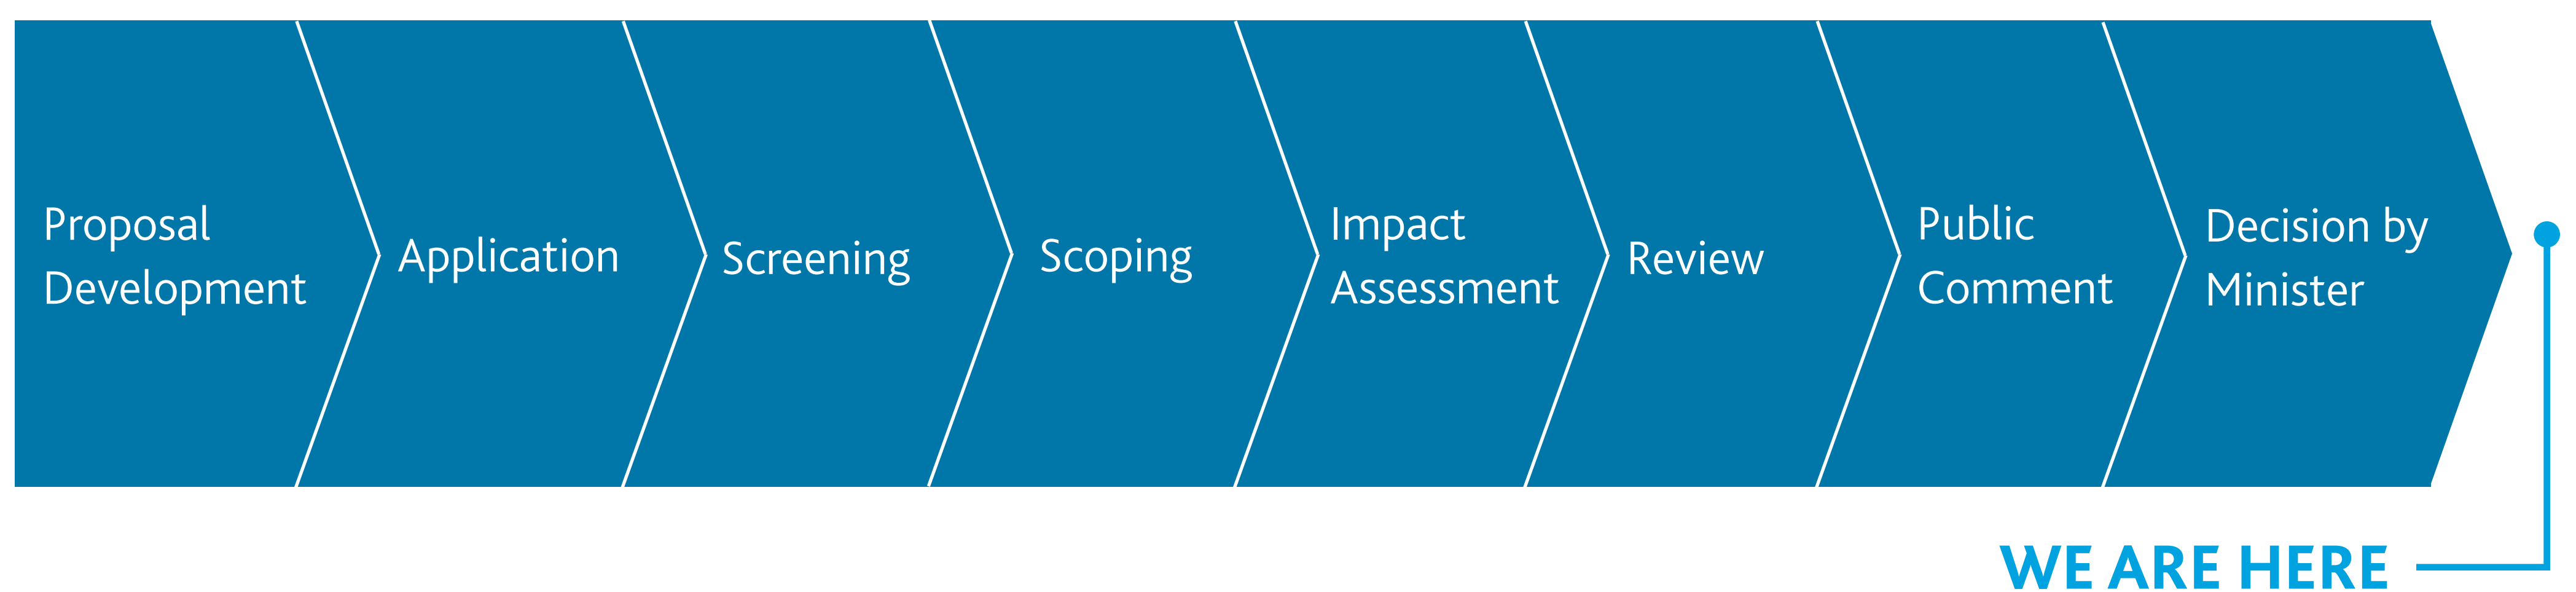 Proposal
Development
Application
Screening
Scoping
Impact
Assessment
Review
Public
Comment
Decision by
Minister
WE ARE HERE